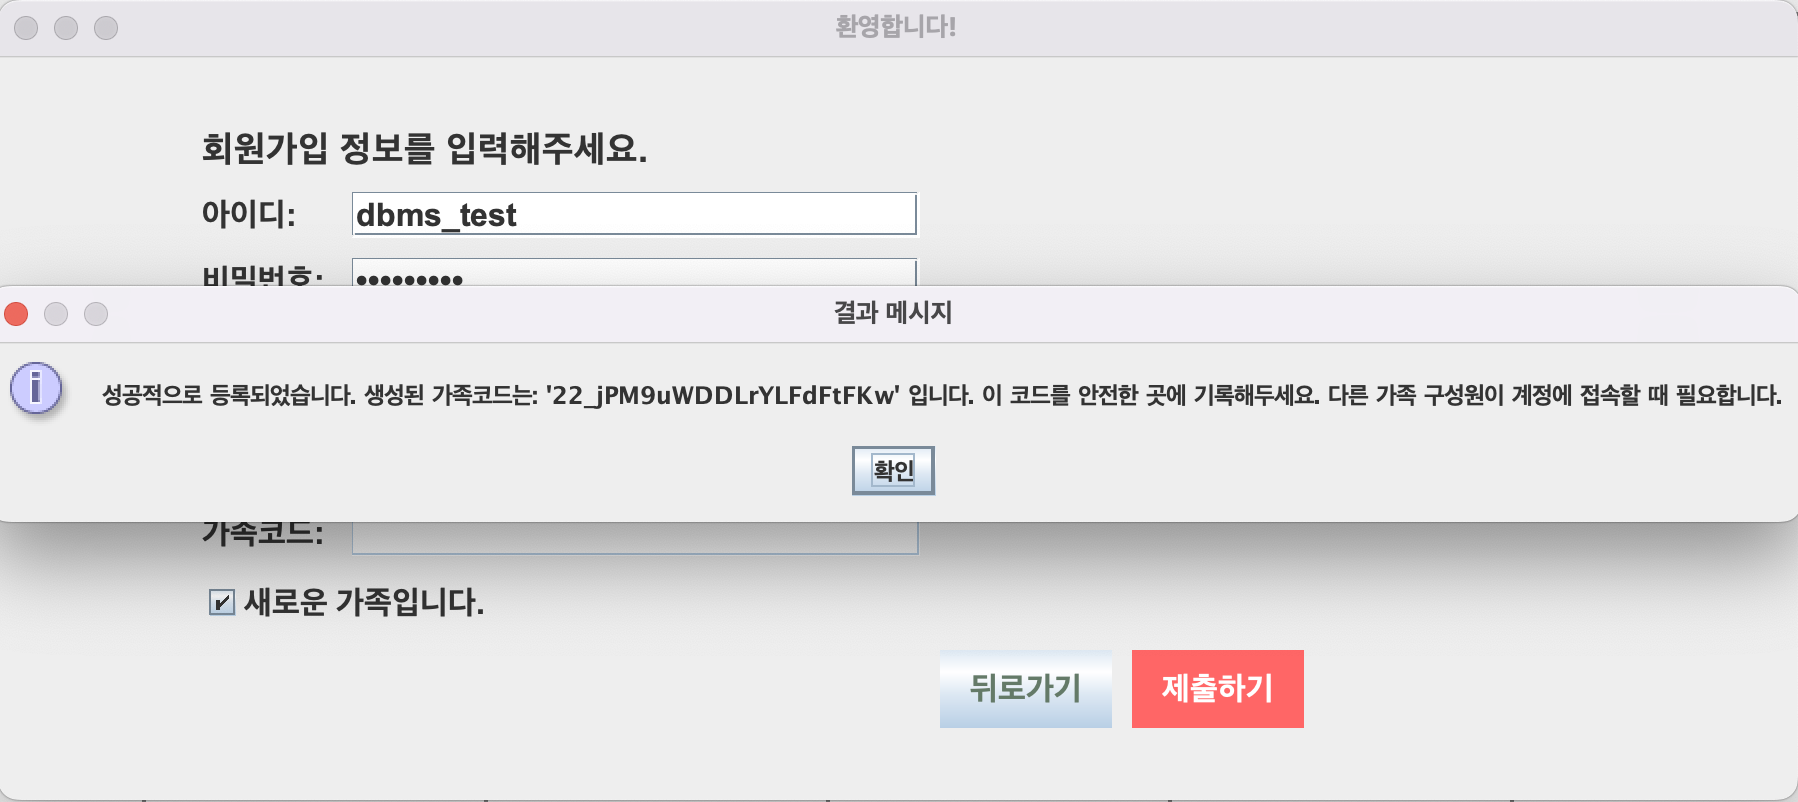 환영합니다!
회원가입 정보를 입력해주세요.
아이디: dbms_test
비밀번호: •••••••••
결과 메시지
성공적으로 등록되었습니다. 생성된 가족코드는: '22_jPM9uWDDLrYLFdFtFKw' 입니다. 이 코드를 안전한 곳에 기록해두세요. 다른 가족 구성원이 계정에 접속할 때 필요합니다.
확인
가족코드:
새로운 가족입니다.
뒤로가기 제출하기